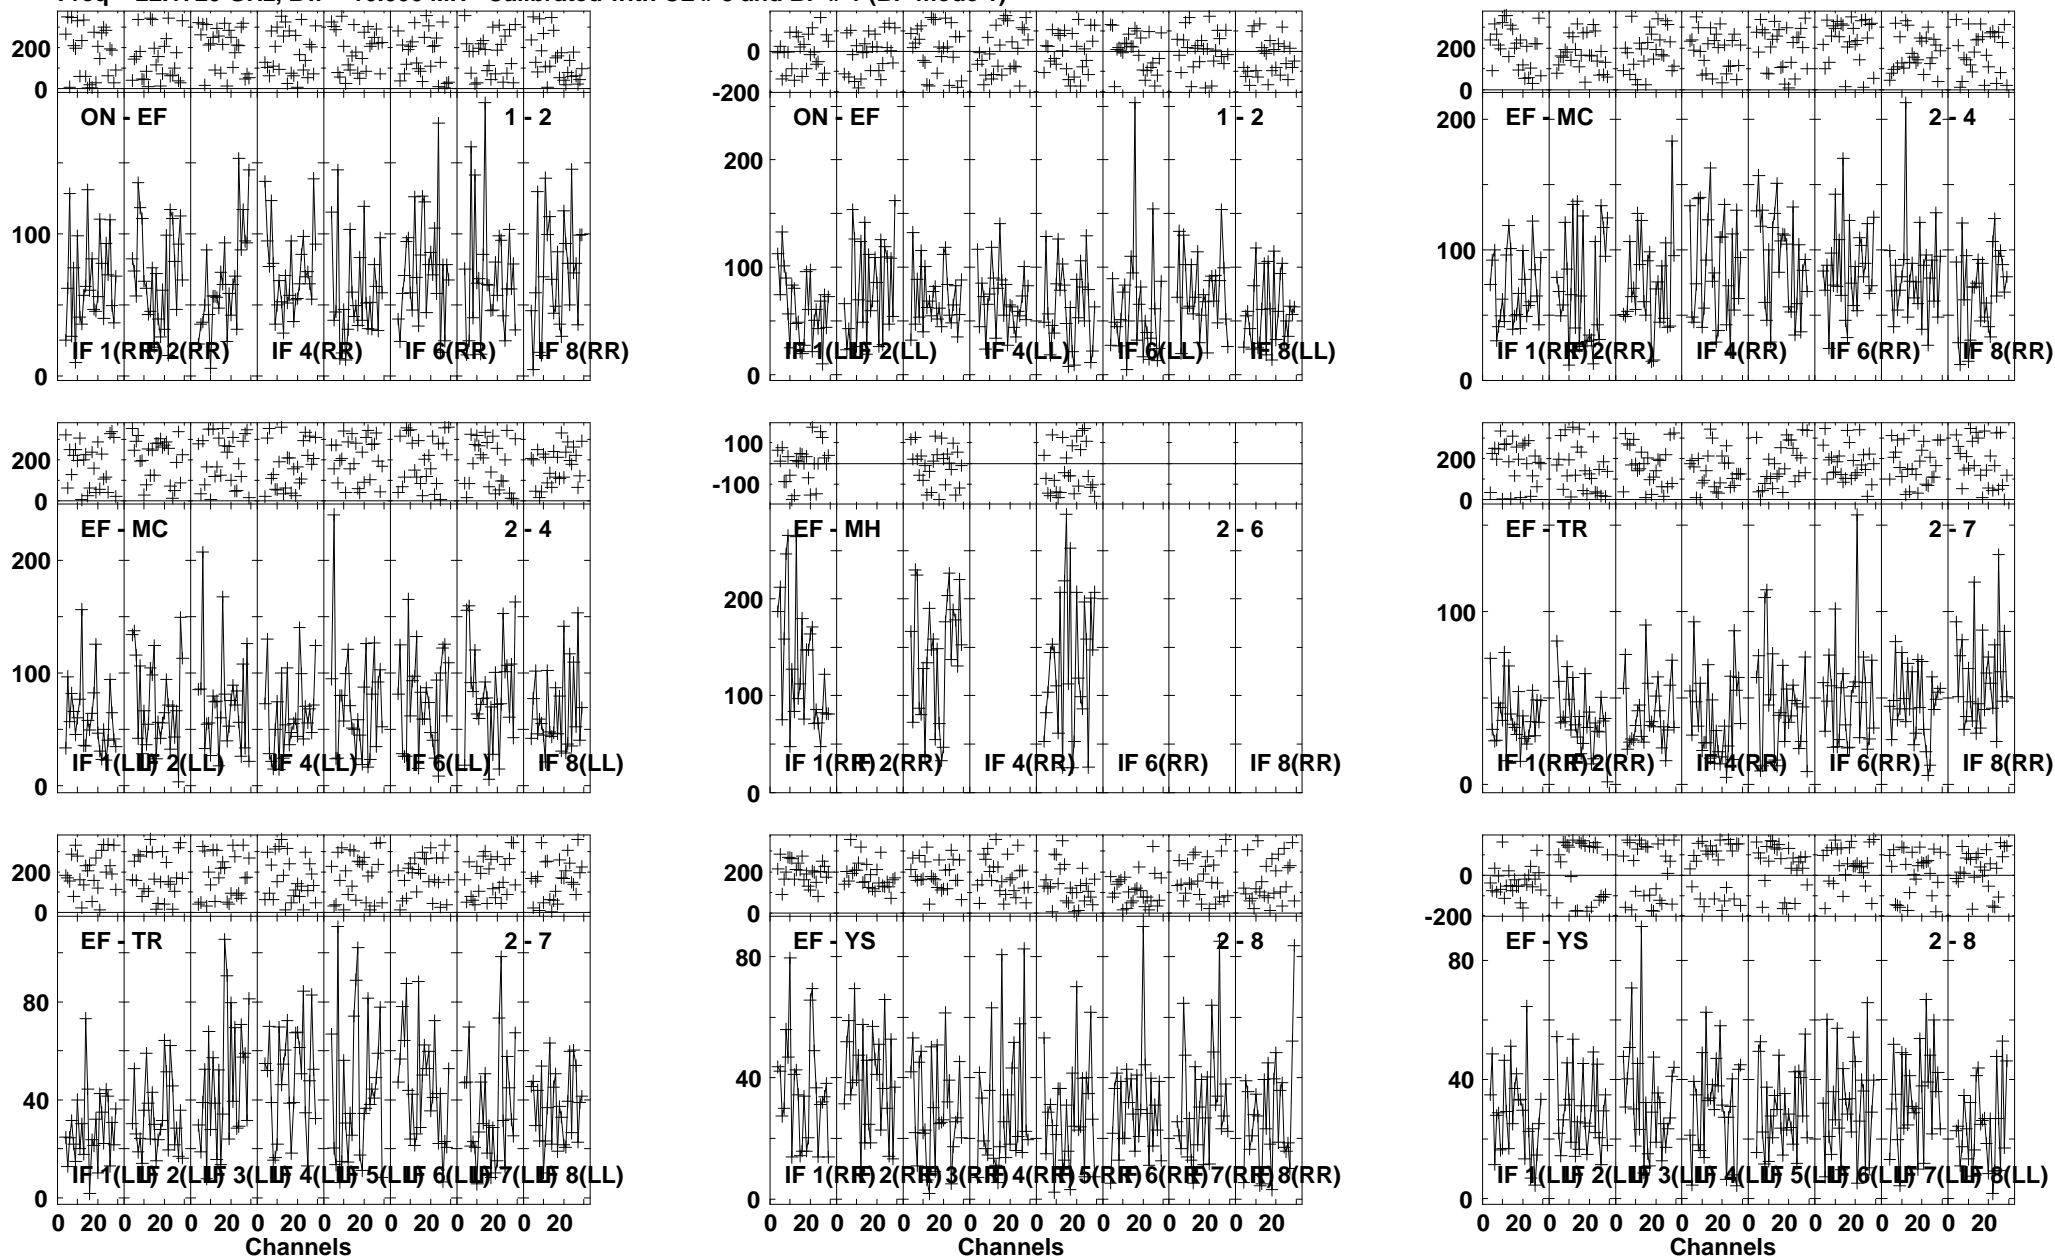 200
0
ON - EF 1 - 2
100
0
IF 1(RR) IF 2(RR) IF 4(RR) IF 6(RR) IF 8(RR)
0
-200
ON - EF 1 - 2
200
100
0
IF 1(LL) IF 2(LL) IF 4(LL) IF 6(LL) IF 8(LL)
200
0
EF - MC 2 - 4
200
100
0
IF 1(RR) IF 2(RR) IF 4(RR) IF 6(RR) IF 8(RR)
200
0
EF - MC 2 - 4
200
100
0
IF 1(LL) IF 2(LL) IF 4(LL) IF 6(LL) IF 8(LL)
100
-100
EF - MH 2 - 6
200
100
0
IF 1(RR) IF 2(RR) IF 4(RR) IF 6(RR) IF 8(RR)
200
0
EF - TR 2 - 7
100
0
IF 1(RR) IF 2(RR) IF 4(RR) IF 6(RR) IF 8(RR)
200
0
EF - TR 2 - 7
80
40
0
IF 1(LL) IF 2(LL) IF 3(LL) IF 4(LL) IF 5(LL) IF 6(LL) IF 7(LL) IF 8(LL)
0 20 0 20 0 20 0 20 0 20 0 20 0 20 0 20
Channels
200
0
EF - YS 2 - 8
80
40
0
IF 1(RR) IF 2(RR) IF 3(RR) IF 4(RR) IF 5(RR) IF 6(RR) IF 7(RR) IF 8(RR)
0 20 0 20 0 20 0 20 0 20 0 20 0 20 0 20
Channels
0
-200
EF - YS 2 - 8
80
40
0
IF 1(LL) IF 2(LL) IF 3(LL) IF 4(LL) IF 5(LL) IF 6(LL) IF 7(LL) IF 8(LL)
0 20 0 20 0 20 0 20 0 20 0 20 0 20 0 20
Channels